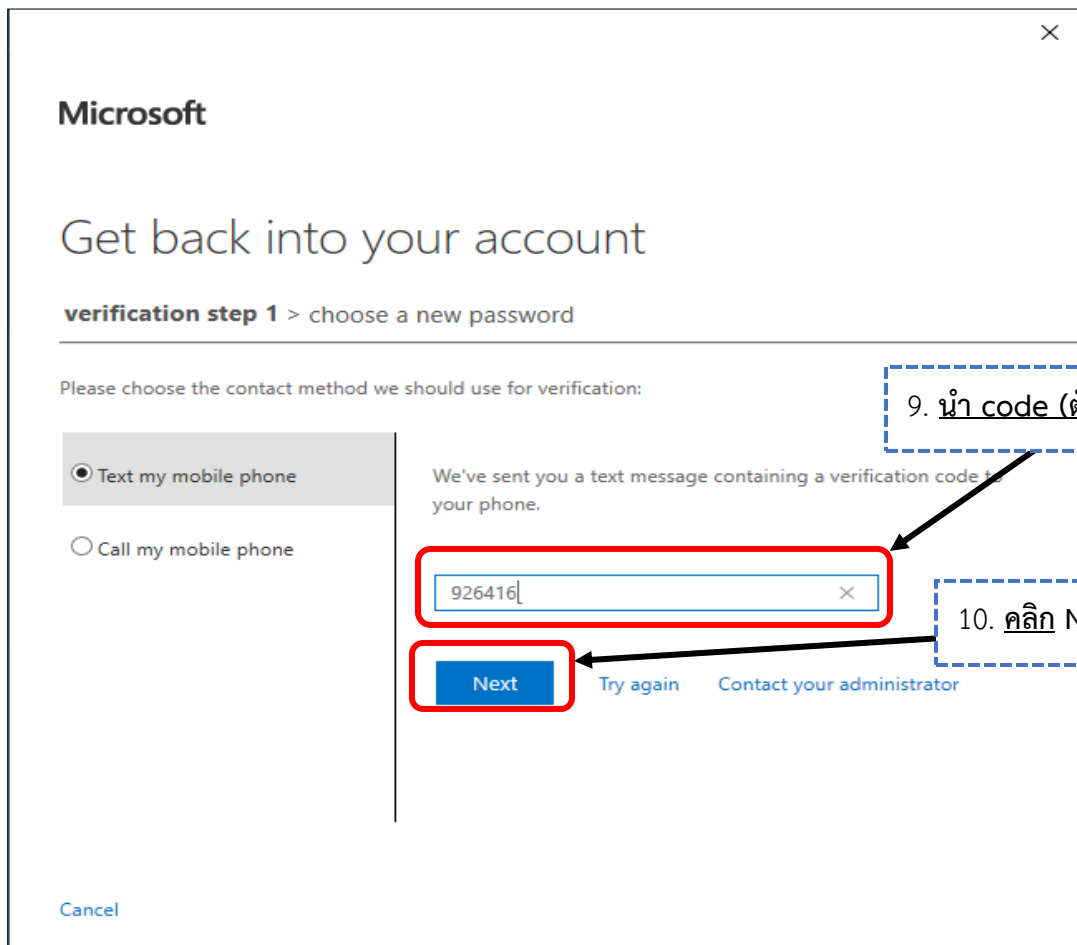 Microsoft
Get back into your account
verification step 1 > choose a new password
Please choose the contact method we should use for verification:
9. นำ code
Text my mobile phone
We've sent you a text message containing a verification code to
your phone.
Call my mobile phone
926416
10. คลิก
Next
Try again
Contact your administrator
Cancel